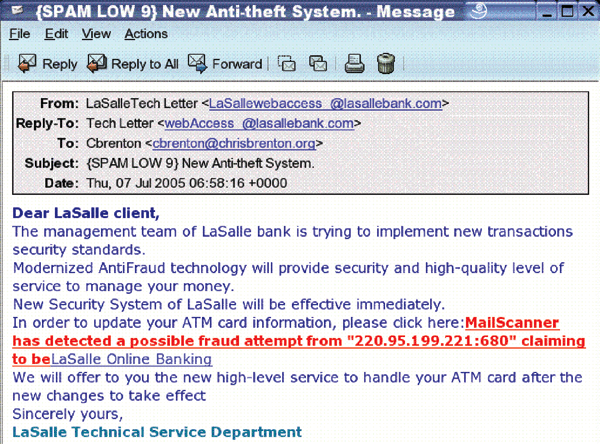 {SPAM LOW 9} New Anti-theft System. - Message
File Edit View Actions
Reply Reply to All Forward
From: LaSalleTech Letter <LaSallewebaccess_@lasallebank.com>
Reply-To: Tech Letter <webAccess_@lasallebank.com>
To: Cbrenton <cbrenton@chrisbrenton.org>
Subject: {SPAM LOW 9} New Anti-theft System.
Date: Thu, 07 Jul 2005 06:58:16 +0000
Dear LaSalle client,
The management team of LaSalle bank is trying to implement new transactions
security standards.
Modernized AntiFraud technology will provide security and high-quality level of
service to manage your money.
New Security System of LaSalle will be effective immediately.
In order to update your ATM card information, please click here:MailScanner
has detected a possible fraud attempt from "220.95.199.221:680" claiming
to beLaSalle Online Banking
We will offer to you the new high-level service to handle your ATM card after the
new changes to take effect
Sincerely yours,
LaSalle Technical Service Department